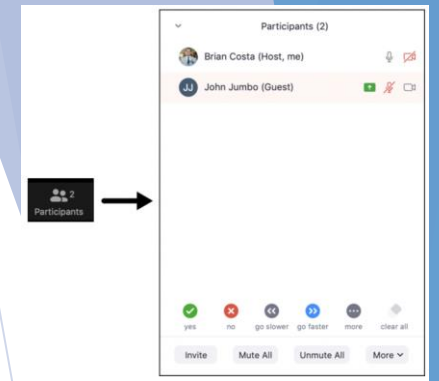 Participants (2)
Brian Costa (Host, me)
JJ John Jumbo (Guest)
2
Participants
yes no go slower go faster more clear all
Invite Mute All Unmute All More